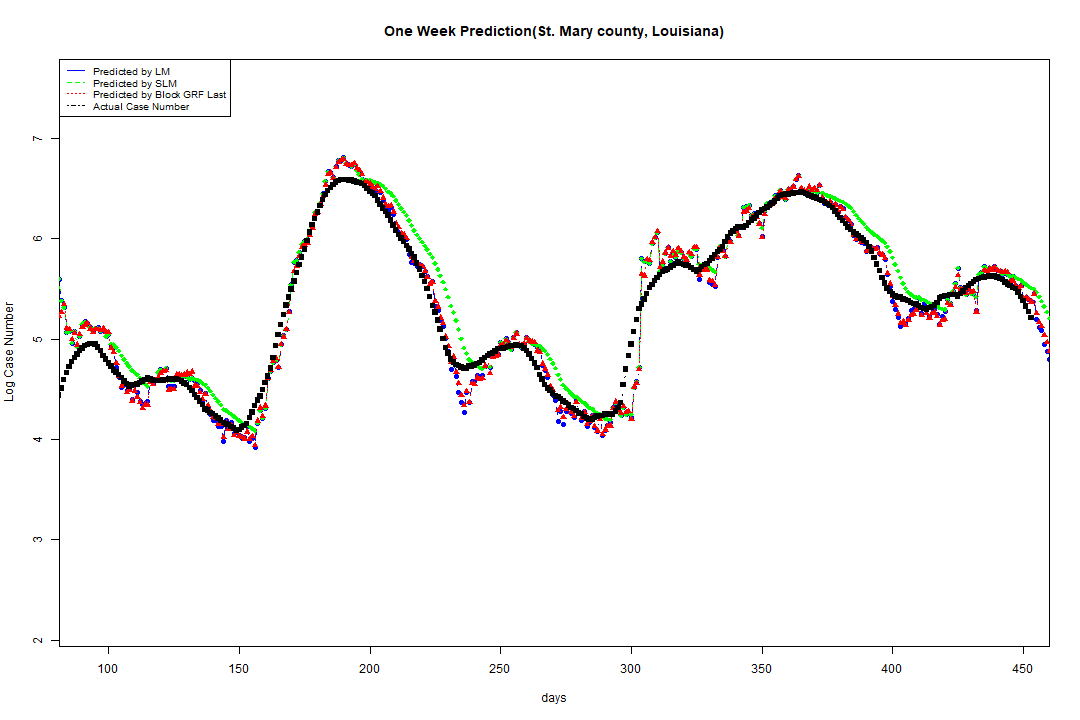 One Week Prediction(St. Mary county, Louisiana)
Predicted by LM
Predicted by SLM
Predicted by Block GRF Last
Actual Case Number
Log Case Number
7
6
5
4
3
2
100 150 200 250 300 350 400 450
days